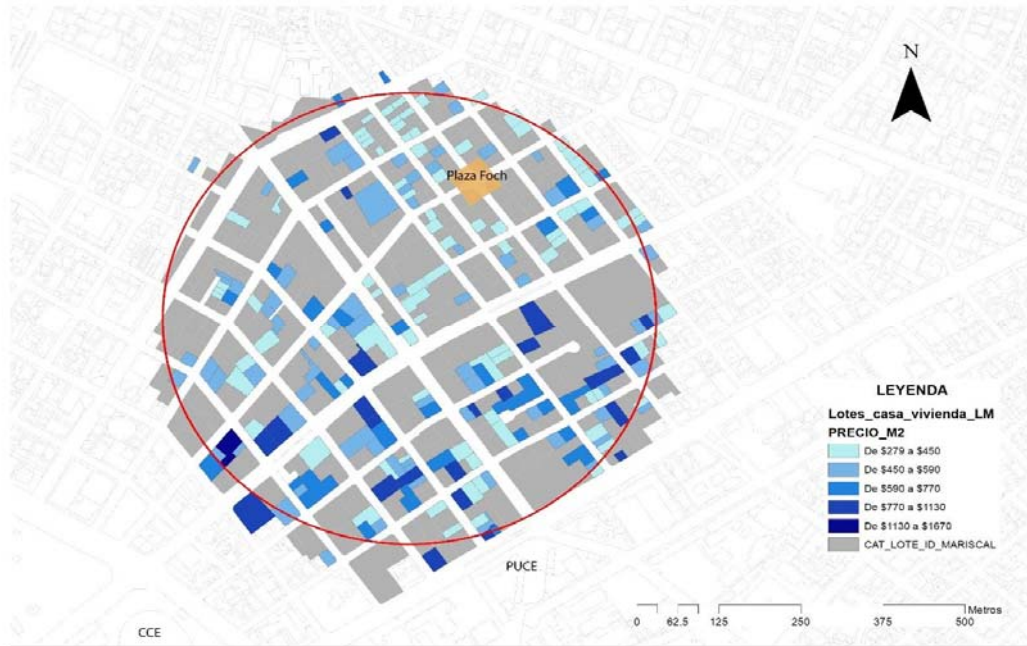 N
Plaza Foch
LEYENDA
Lotes_casa_vivienda_LM
PRECIO_M2
De $279 a $450
De $450 a $590
De $590 a $770
De $770 a $1130
De $1130 a $1670
CAT_LOTE_ID_MARISCAL
PUCE
Metros
0 62.5 125 250 375 500
CCE